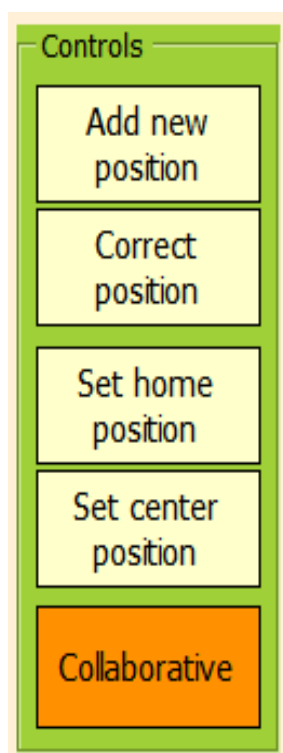 Controls
Add new
position
Correct
position
Set home
position
Set center
position
Collaborative